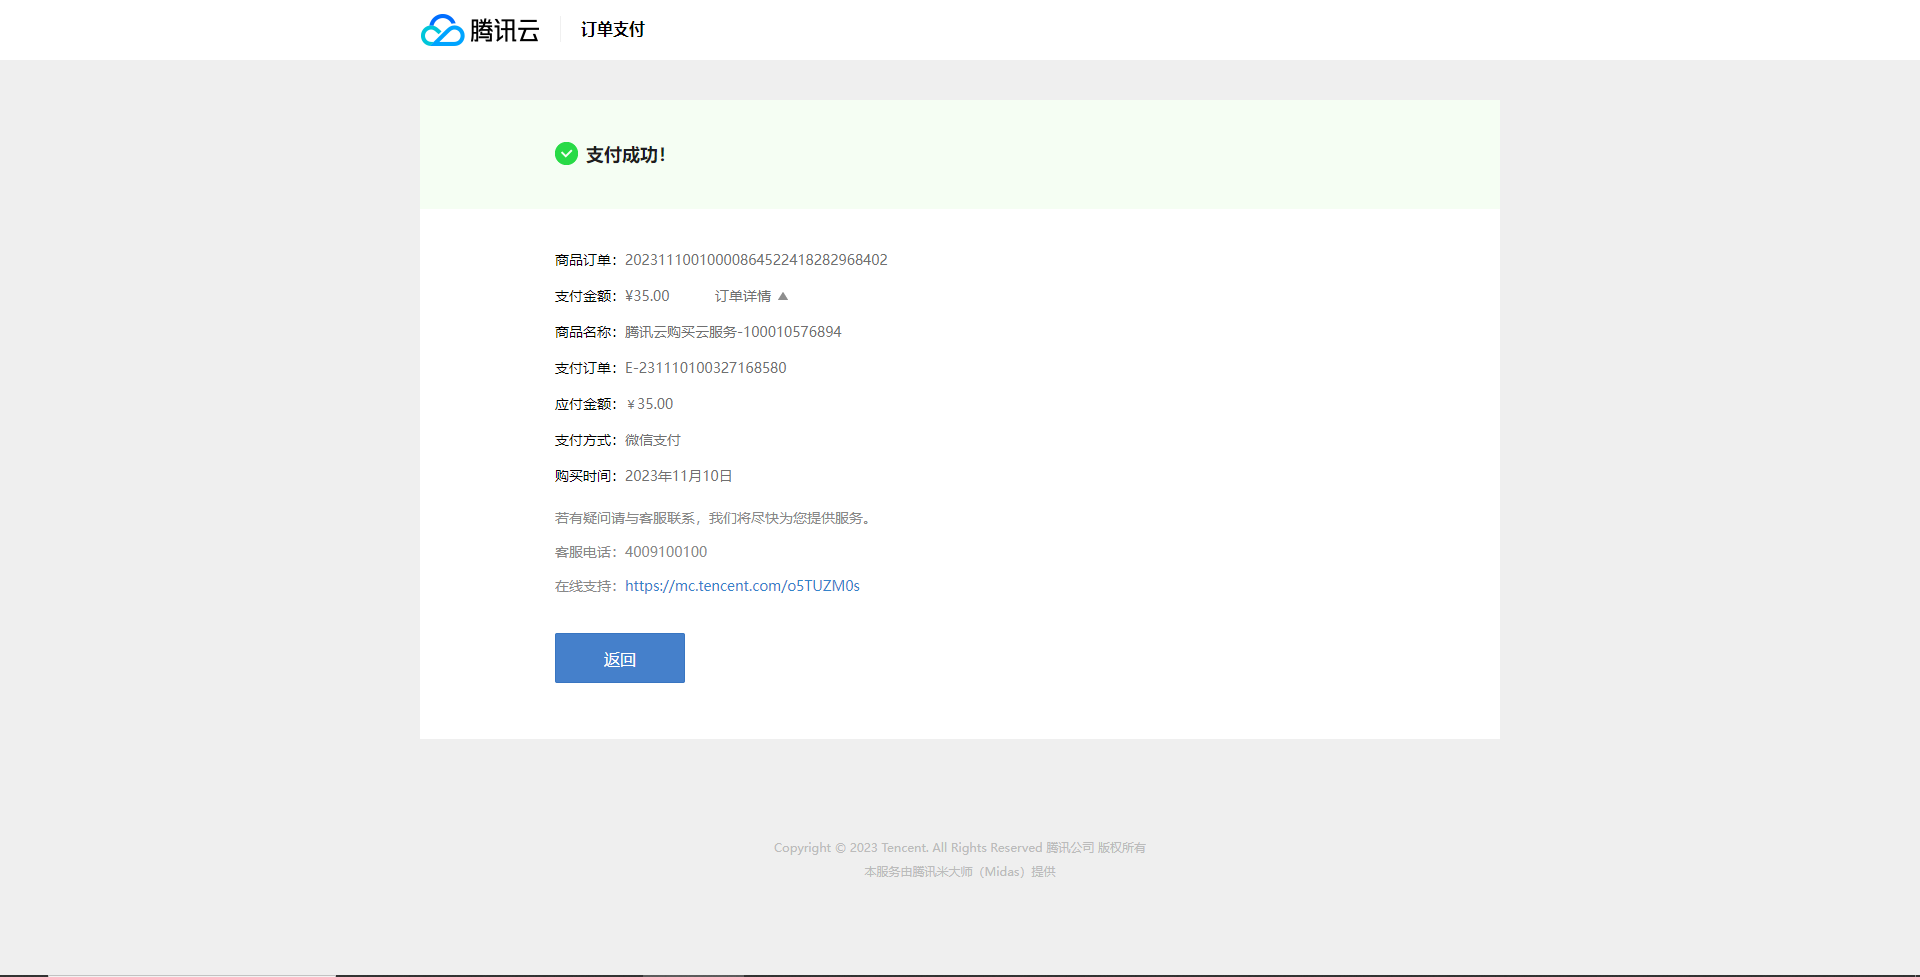 腾讯云 订单支付
支付成功！
商品订单：20231110010000864522418282968402
支付金额：¥35.00 订单详情
商品名称：腾讯云购买云服务-100010576894
支付订单：E-231110100327168580
应付金额：￥35.00
支付方式：微信支付
购买时间：2023年11月10日
若有疑问请与客服联系，我们将尽快为您提供服务。
客服电话：4009100100
在线支持：https://mc.tencent.com/o5TUZM0s
返回
Copyright © 2023 Tencent. All Rights Reserved 腾讯公司 版权所有
本服务由腾讯米大师（Midas）提供